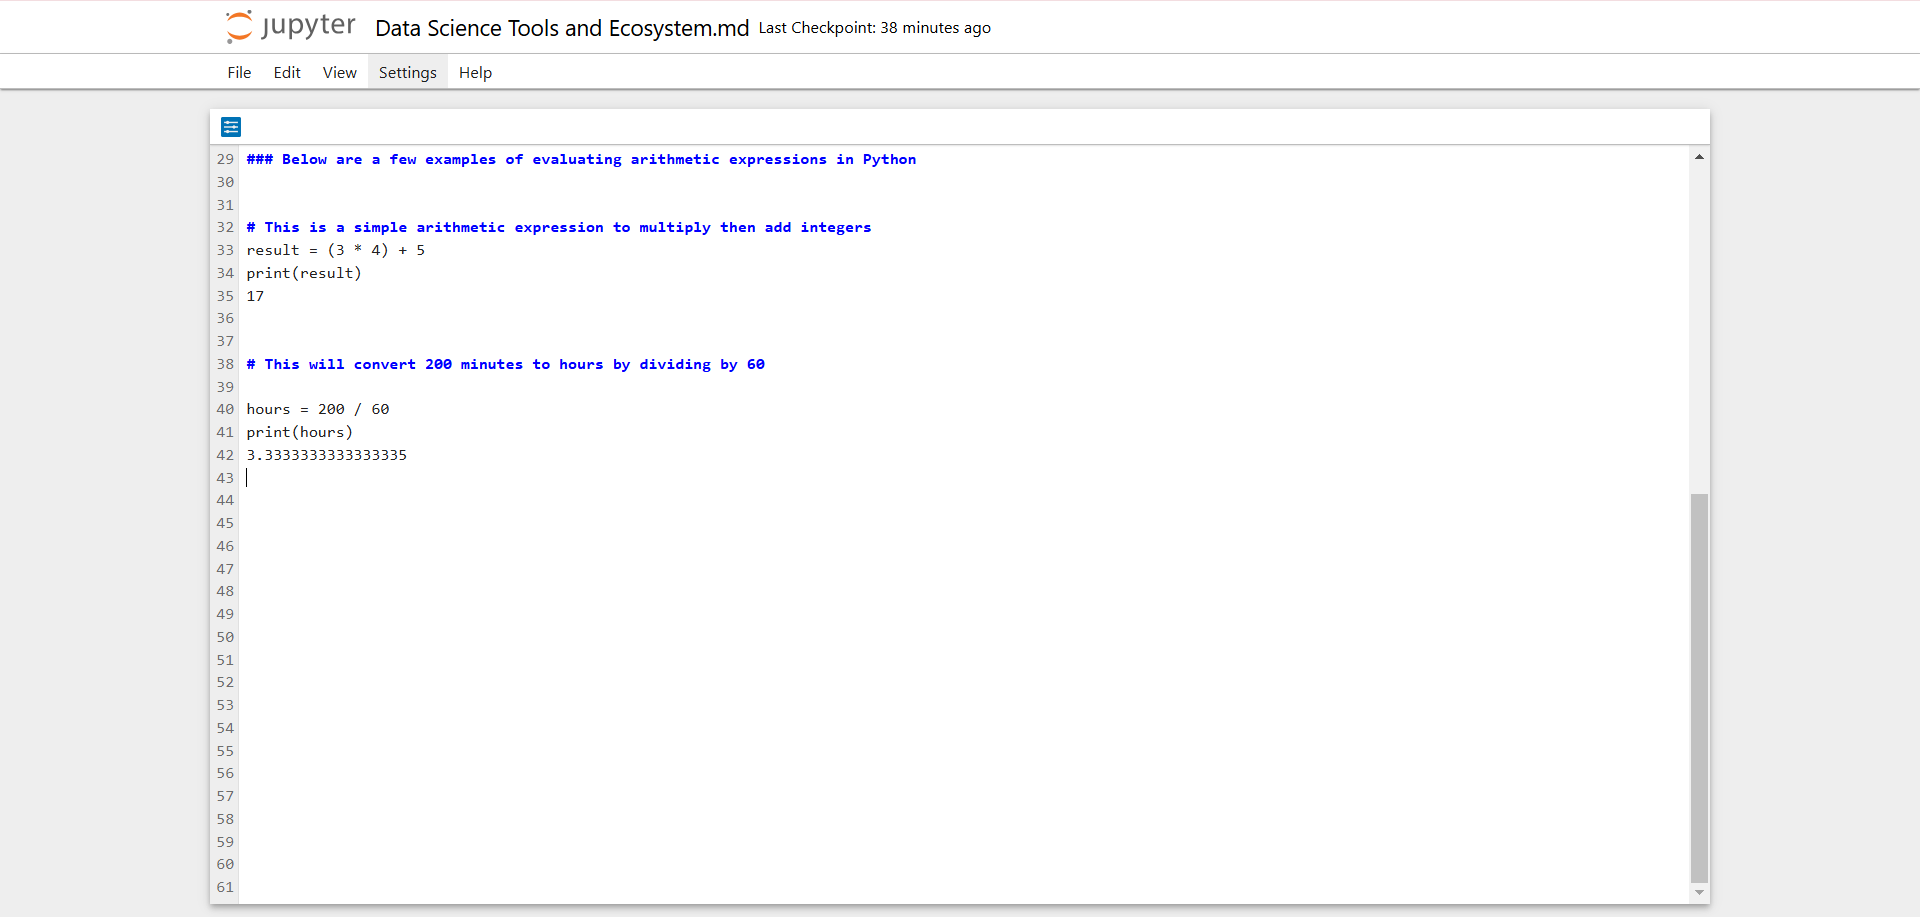 jupyter Data Science Tools and Ecosystem.md Last Checkpoint: 38 minutes ago
File Edit View Settings Help
29 ### Below are a few examples of evaluating arithmetic expressions in Python
30
31
32 # This is a simple arithmetic expression to multiply then add integers
33 result = (3 * 4) + 5
34 print(result)
35 17
36
37
38 # This will convert 200 minutes to hours by dividing by 60
39
40 hours = 200 / 60
41 print(hours)
42 3.3333333333333335
43
44
45
46
47
48
49
50
51
52
53
54
55
56
57
58
59
60
61